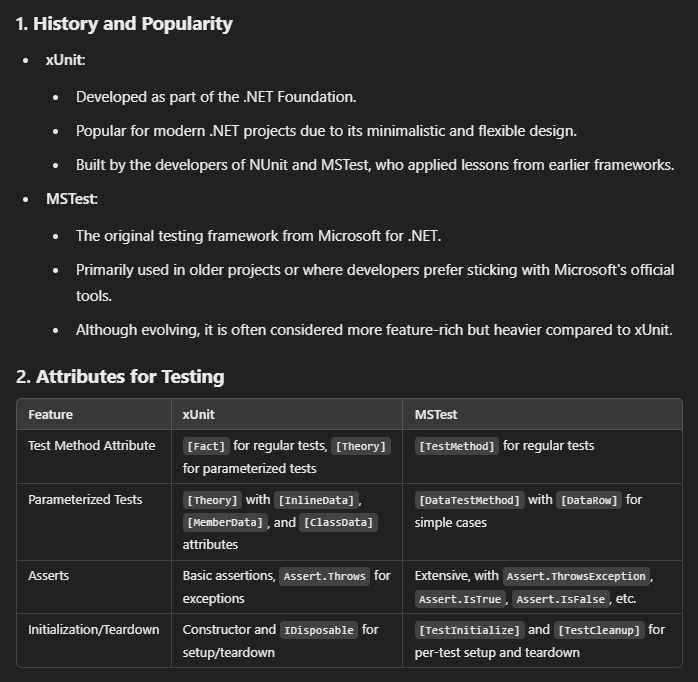 1. History and Popularity
• xUnit:
• Developed as part of the .NET Foundation.
• Popular for modern .NET projects due to its minimalistic and flexible design.
• Built by the developers of NUnit and MSTest, who applied lessons from earlier frameworks.
• MSTest:
• The original testing framework from Microsoft for .NET.
• Primarily used in older projects or where developers prefer sticking with Microsoft's official
tools.
• Although evolving, it is often considered more feature-rich but heavier compared to xUnit.
2. Attributes for Testing
Feature xUnit MSTest
Test Method Attribute [Fact] for regular tests, [Theory] [TestMethod] for regular tests
for parameterized tests
Parameterized Tests [Theory] with [InlineData], [DataTestMethod] with [DataRow] for
[MemberData], and [ClassData] simple cases
attributes
Asserts Basic assertions, Assert.Throws for Extensive, with Assert.ThrowsException,
exceptions Assert.IsTrue, Assert.IsFalse, etc.
Initialization/Teardown Constructor and IDisposable for [TestInitialize] and [TestCleanup] for
setup/teardown per-test setup and teardown